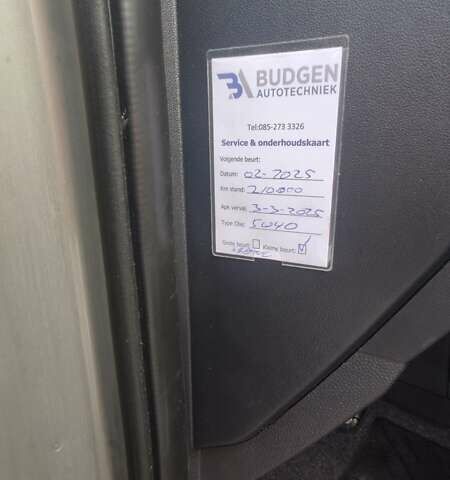 BA BUDGEN
AUTOTECHNIEK
Tel:085-273 3326
Service & onderhoudskaart
Volgende beurt:
Datum: 02-2025
Km stand: 210000
Apk verval: 3-3-2025
Type Olie: 5W40
Grote beurt: Kleine beurt: